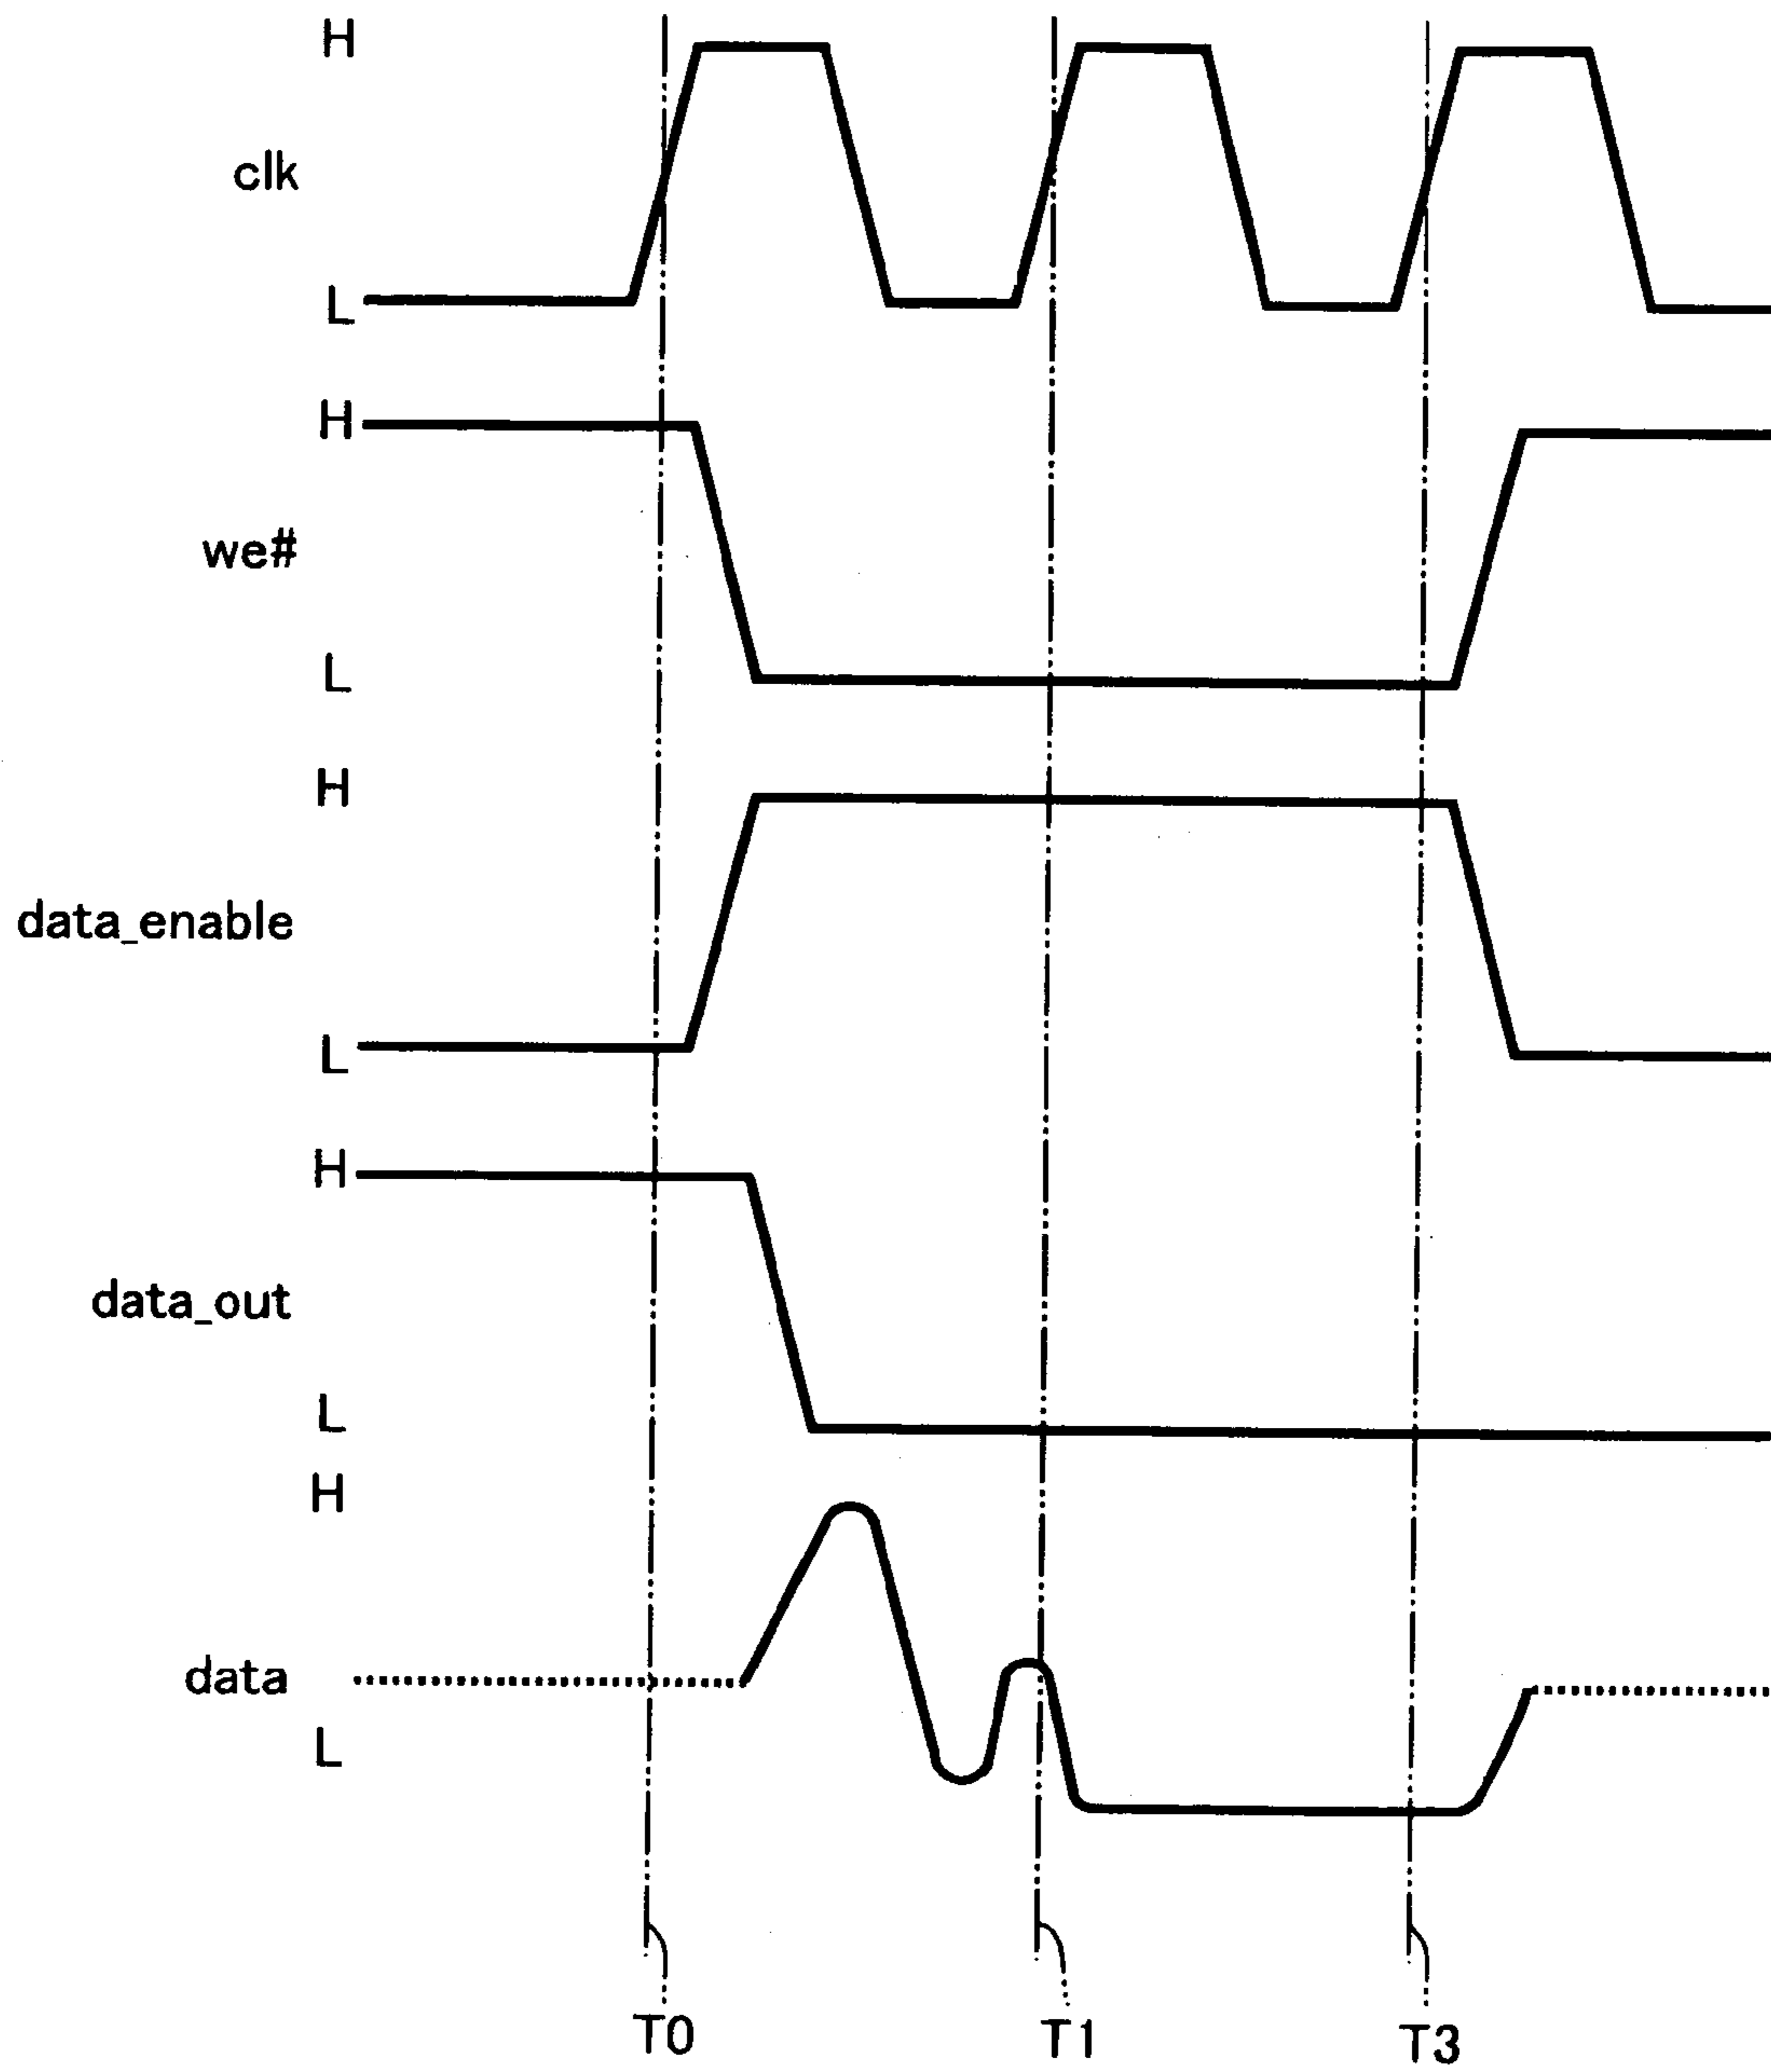 H
clk
L
H
we#
L
H
data_enable
L
H
data_out
L
H
data
L
T0 T1 T3